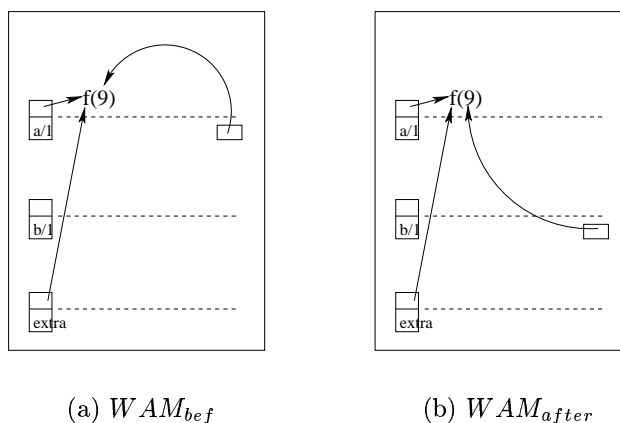 f(9)
a/1
b/1
extra
f(9)
a/1
b/1
extra
(a) WAM_bef
(b) WAM_after